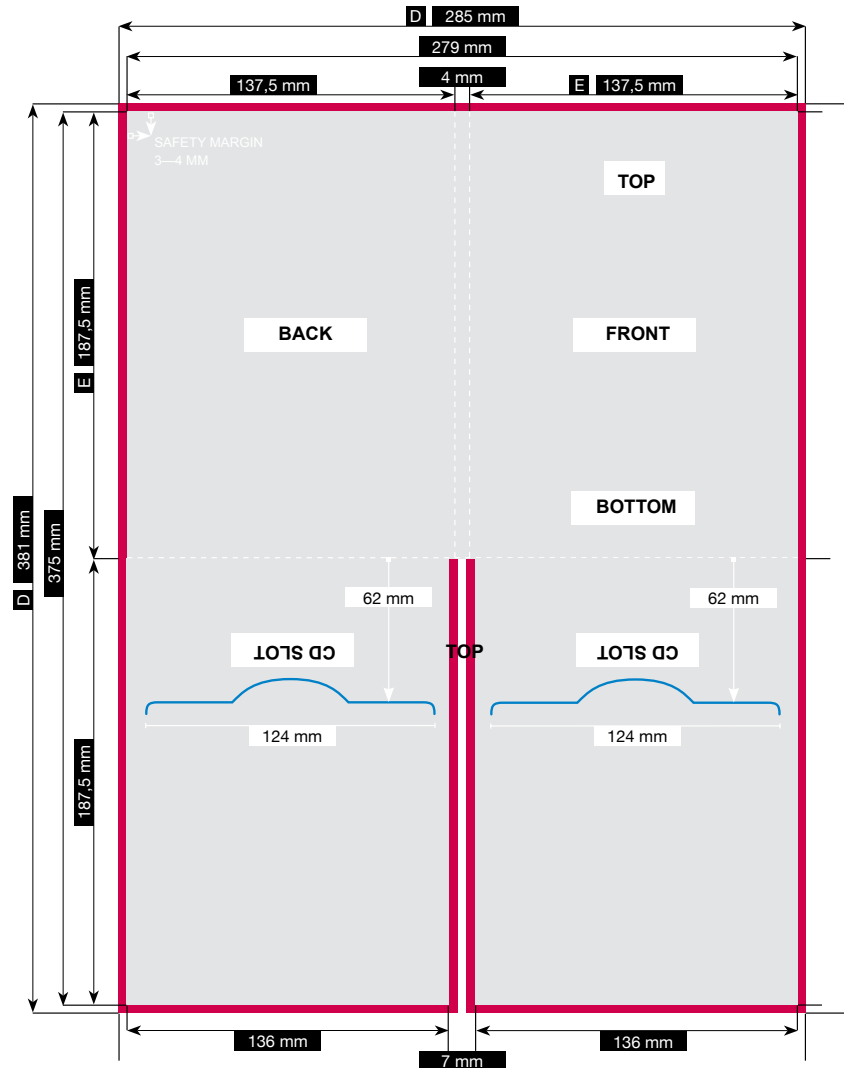 D 285 mm
279 mm
4 mm
137,5 mm
E 137,5 mm
SAFETY MARGIN
3—4 MM
TOP
BACK
FRONT
E 187,5 mm
BOTTOM
D 381 mm
375 mm
62 mm
62 mm
CD SLOT
TOP
CD SLOT
124 mm
124 mm
187,5 mm
136 mm
136 mm
7 mm